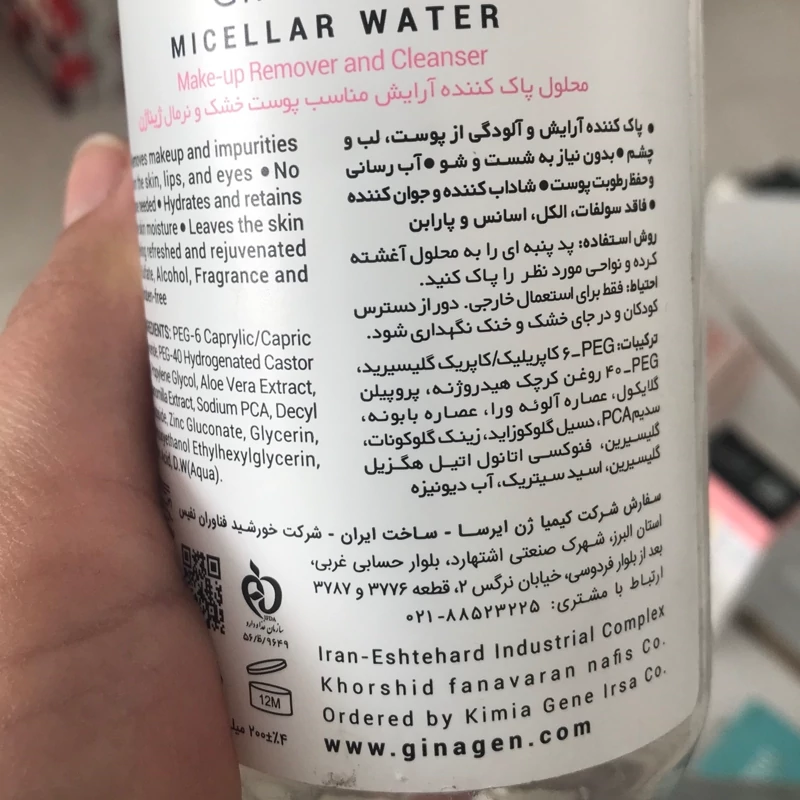 MICELLAR WATER
Make-up Remover and Cleanser
محلول پاک کننده آرایش مناسب پوست خشک و نرمال ژیناژن
makeup and impurities
the skin, lips, and eyes • No
needed • Hydrates and retains
moisture • Leaves the skin
refreshed and rejuvenated
Alcohol, Fragrance and
PEG-6 Caprylic/Capric
PEG-40 Hydrogenated Castor
Glycol, Aloe Vera Extract,
Extract, Sodium PCA, Decyl
Zinc Gluconate, Glycerin,
Ethylhexylglycerin,
D.W(Aqua).
• پاک کننده آرایش و آلودگی از پوست، لب و
چشم • بدون نیاز به شست و شو • آب رسانی
و حفظ رطوبت پوست • شاداب کننده و جوان کننده
• فاقد سولفات، الکل، اسانس و پارابن
روش استفاده: پد پنبه ای را به محلول آغشته
کرده و نواحی مورد نظر را پاک کنید.
احتیاط: فقط برای استعمال خارجی. دور از دسترس
کودکان و در جای خشک و خنک نگهداری شود.
ترکیبات: PEG-۶ کاپریلیک/کاپریک گلیسیرید،
PEG-۴۰ روغن کرچک هیدروژنه، پروپیلن
گلایکول، عصاره آلوئه ورا، عصاره بابونه،
سدیم PCA، دسیل گلوکوزاید، زینک گلوکونات،
گلیسیرین، فنوکسی اتانول اتیل هگزیل
گلیسیرین، اسید سیتریک، آب دیونیزه
سفارش شرکت کیمیا ژن ایرسا - ساخت ایران - شرکت خورشید فناوران نفیس
استان البرز، شهرک صنعتی اشتهارد، بلوار حسابی غربی،
بعد از بلوار فردوسی، خیابان نرگس ۲، قطعه ۳۷۷۶ و ۳۷۸۷
ارتباط با مشتری: ۸۸۵۲۳۲۲۵-۰۲۱
سازمان غذا و دارو
۵۶/ق/۹۶۴۹
12M
۲۰۰±٪۴
Iran-Eshtehard Industrial Complex
Khorshid fanavaran nafis Co.
Ordered by Kimia Gene Irsa Co.
www.ginagen.com